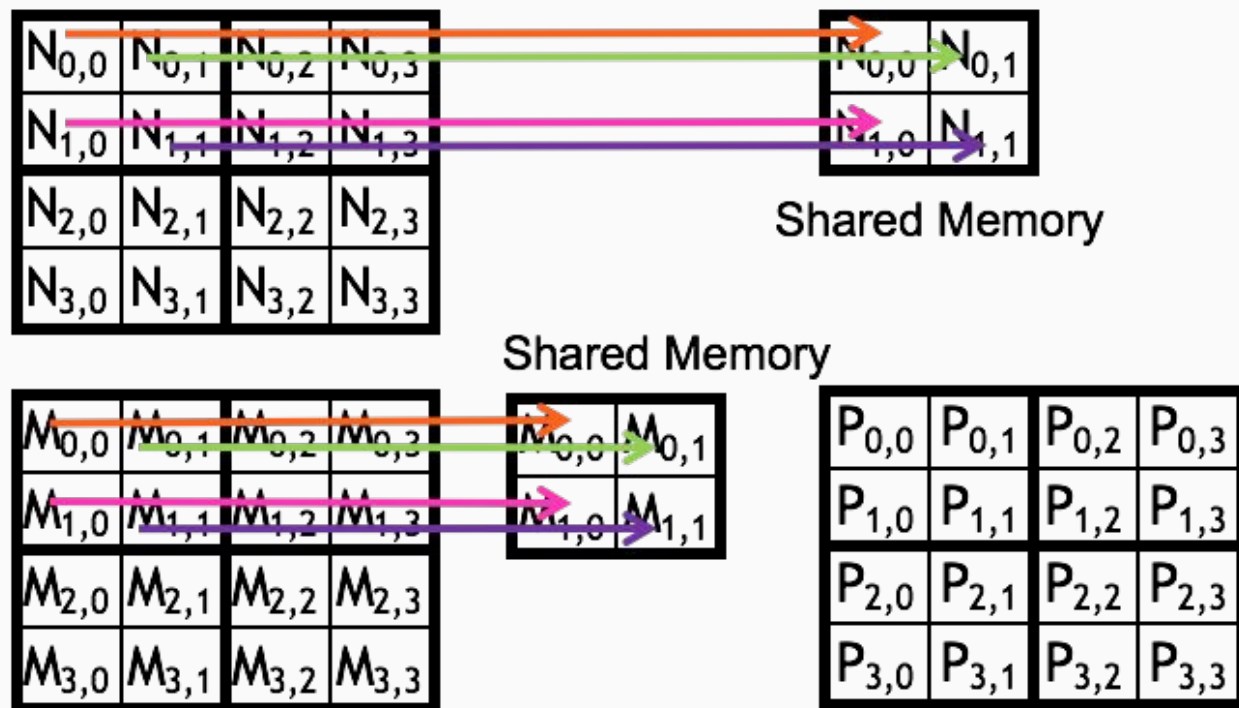 N0,0 N0,1 N0,2 N0,3
N1,0 N1,1 N1,2 N1,3
N2,0 N2,1 N2,2 N2,3
N3,0 N3,1 N3,2 N3,3
N0,0 N0,1
N1,0 N1,1
Shared Memory
Shared Memory
M0,0 M0,1 M0,2 M0,3
M1,0 M1,1 M1,2 M1,3
M2,0 M2,1 M2,2 M2,3
M3,0 M3,1 M3,2 M3,3
M0,0 M0,1
M1,0 M1,1
P0,0 P0,1 P0,2 P0,3
P1,0 P1,1 P1,2 P1,3
P2,0 P2,1 P2,2 P2,3
P3,0 P3,1 P3,2 P3,3